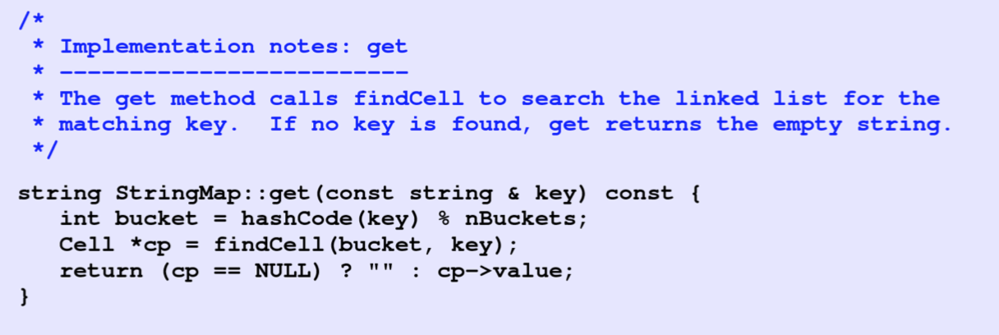 /*
 * Implementation notes: get
 * -------------------------
 * The get method calls findCell to search the linked list for the
 * matching key.  If no key is found, get returns the empty string.
 */
string StringMap::get(const string & key) const {
   int bucket = hashCode(key) % nBuckets;
   Cell *cp = findCell(bucket, key);
   return (cp == NULL) ? "" : cp->value;
}